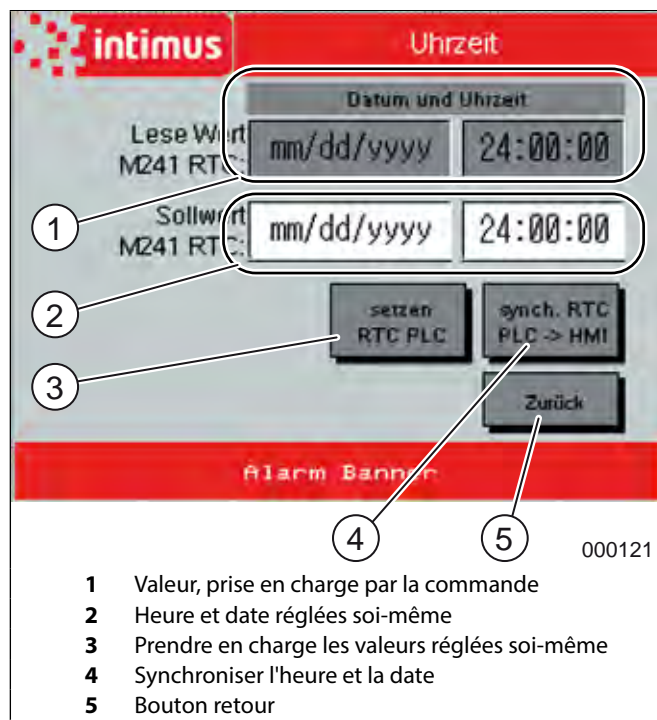 intimus
Uhrzeit
Datum und Uhrzeit
Lese Wert
M241 RTC:
mm/dd/yyyy 24:00:00
1
Sollwert
M241 RTC:
mm/dd/yyyy 24:00:00
2
setzen
RTC PLC
synch. RTC
PLC -> HMI
3
Zurück
Alarm Banner
4
5
000121
1 Valeur, prise en charge par la commande
2 Heure et date réglées soi-même
3 Prendre en charge les valeurs réglées soi-même
4 Synchroniser l'heure et la date
5 Bouton retour